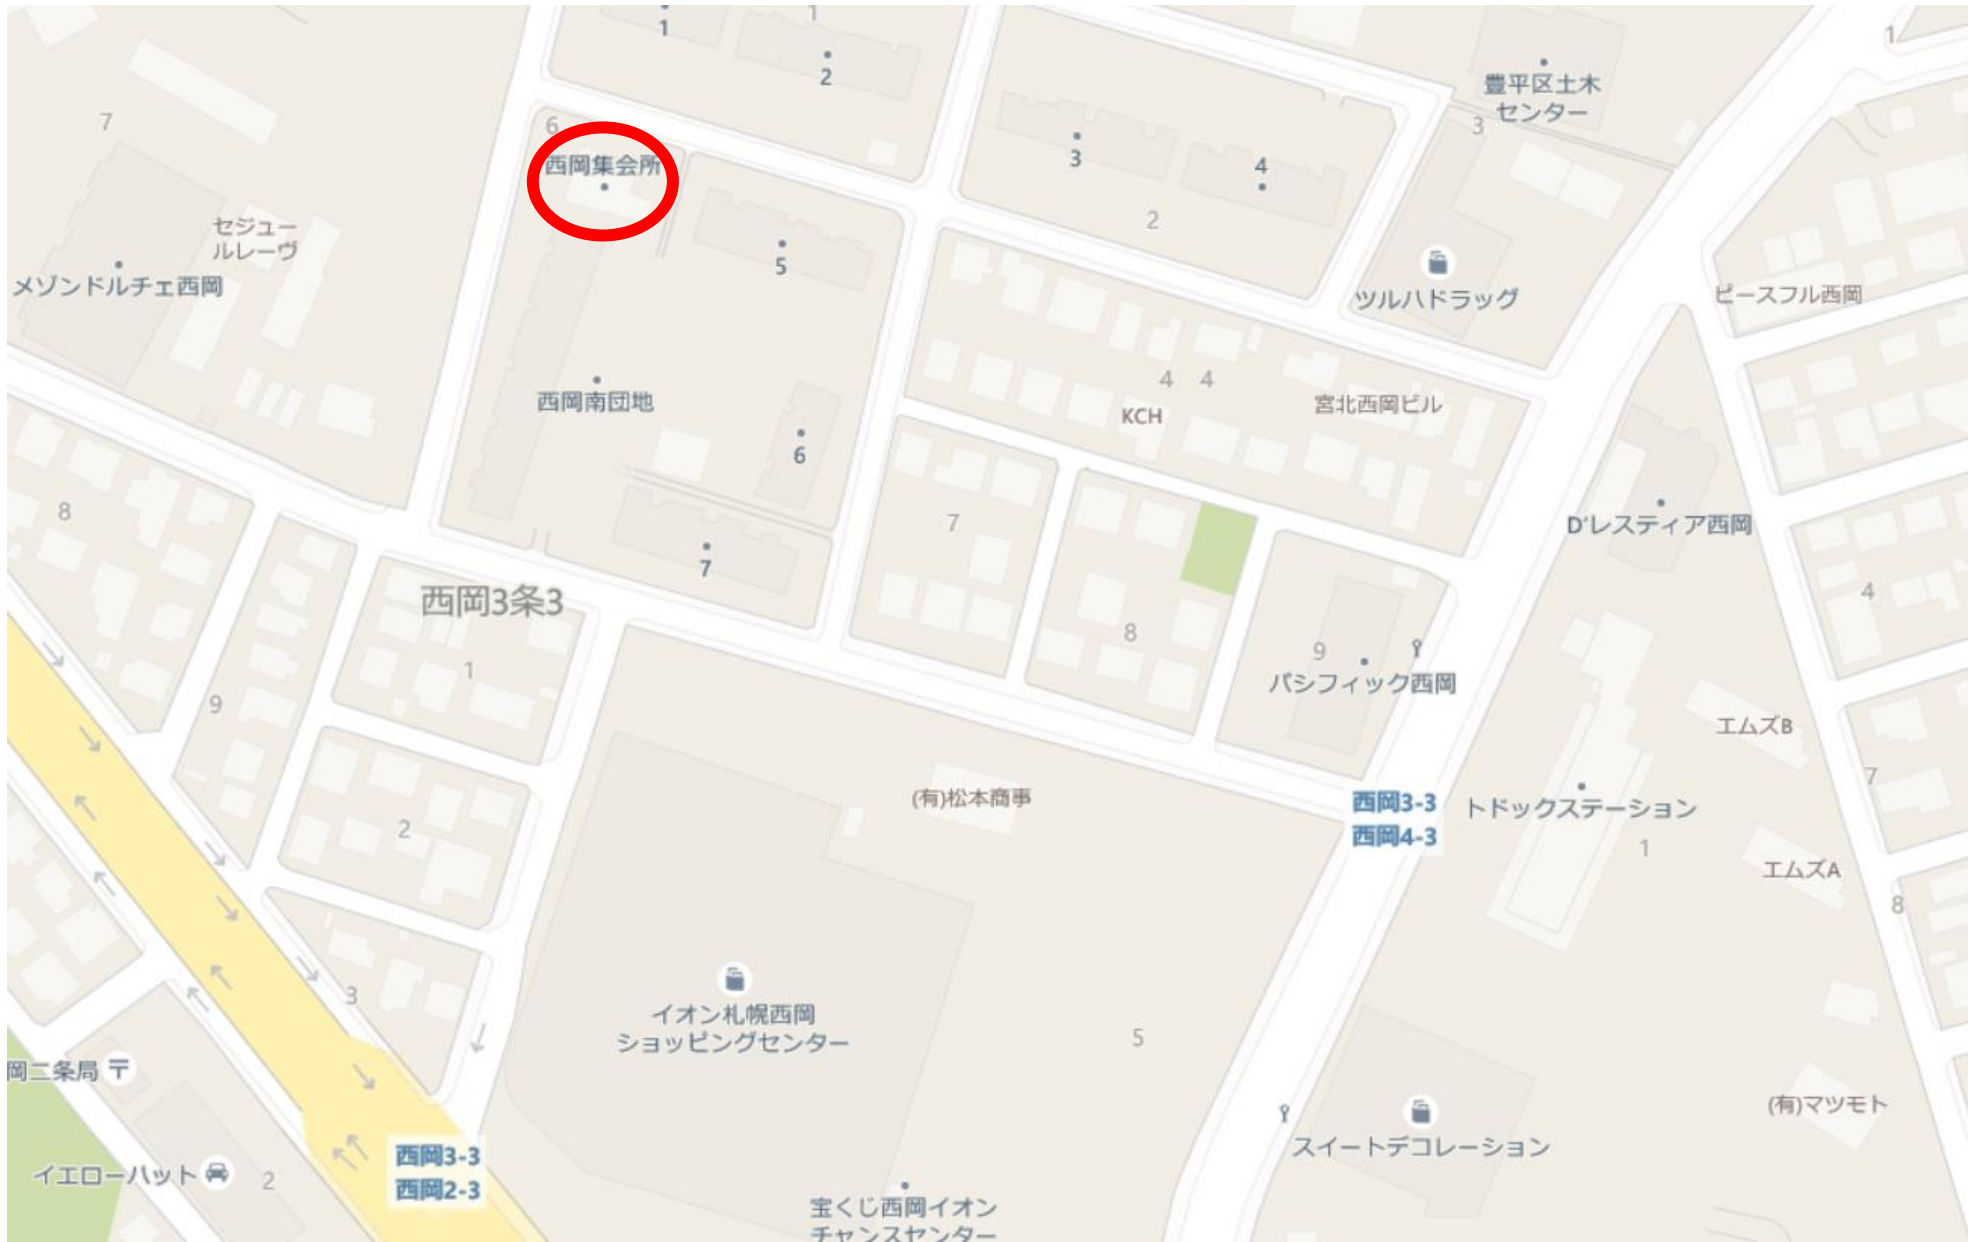 1
1
2
1
豊平区土木
センター
7
6
3
3
4
西岡集会所
セジュー
ルレーヴ
2
5
メゾンドルチェ西岡
ツルハドラッグ
ピースフル西岡
西岡南団地
4 4
KCH
宮北西岡ビル
6
8
7
D'レスティア西岡
7
西岡3条3
4
8
1
9
パシフィック西岡
9
エムズB
7
(有)松本商事
西岡3-3
西岡4-3
トドックステーション
2
1
エムズA
8
3
イオン札幌西岡
ショッピングセンター
5
岡二条局
(有)マツモト
スイートデコレーション
西岡3-3
西岡2-3
イエローハット
2
宝くじ西岡イオン
チャンスセンター